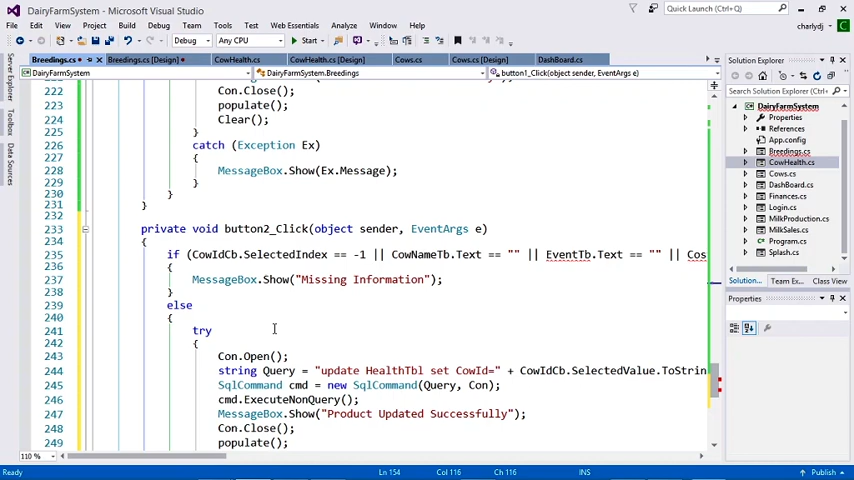 DairyFarmSystem - Microsoft Visual Studio
Quick Launch (Ctrl+Q)
File Edit View Project Build Debug Team Tools Test Web Essentials Analyze Window Help
charlydj
Debug Any CPU Start
Breedings.cs Breedings.cs [Design] CowHealth.cs CowHealth.cs [Design] Cows.cs Cows.cs [Design] DashBoard.cs
DairyFarmSystem DairyFarmSystem.Breedings button1_Click(object sender, EventArgs e)
Server Explorer
Toolbox
Data Sources
222 Con.Close();
223 populate();
224 Clear();
225 }
226 catch (Exception Ex)
227 {
228 MessageBox.Show(Ex.Message);
229 }
230 }
231 }
232
233 private void button2_Click(object sender, EventArgs e)
234 {
235 if (CowIdCb.SelectedIndex == -1 || CowNameTb.Text == "" || EventTb.Text == "" || Cos
236 {
237 MessageBox.Show("Missing Information");
238 }
239 else
240 {
241 try
242 {
243 Con.Open();
244 string Query = "update HealthTbl set CowId=" + CowIdCb.SelectedValue.ToStrin
245 SqlCommand cmd = new SqlCommand(Query, Con);
246 cmd.ExecuteNonQuery();
247 MessageBox.Show("Product Updated Successfully");
248 Con.Close();
249 populate();
110 %
Solution Explorer
Search Solution Explorer (Ctrl+
DairyFarmSystem
Properties
References
App.config
Breedings.cs
CowHealth.cs
Cows.cs
DashBoard.cs
Finances.cs
Login.cs
MilkProduction.cs
MilkSales.cs
Program.cs
Splash.cs
Solution... Team Ex... Class View
Properties
Ready Ln 154 Col 116 Ch 116 INS Publish